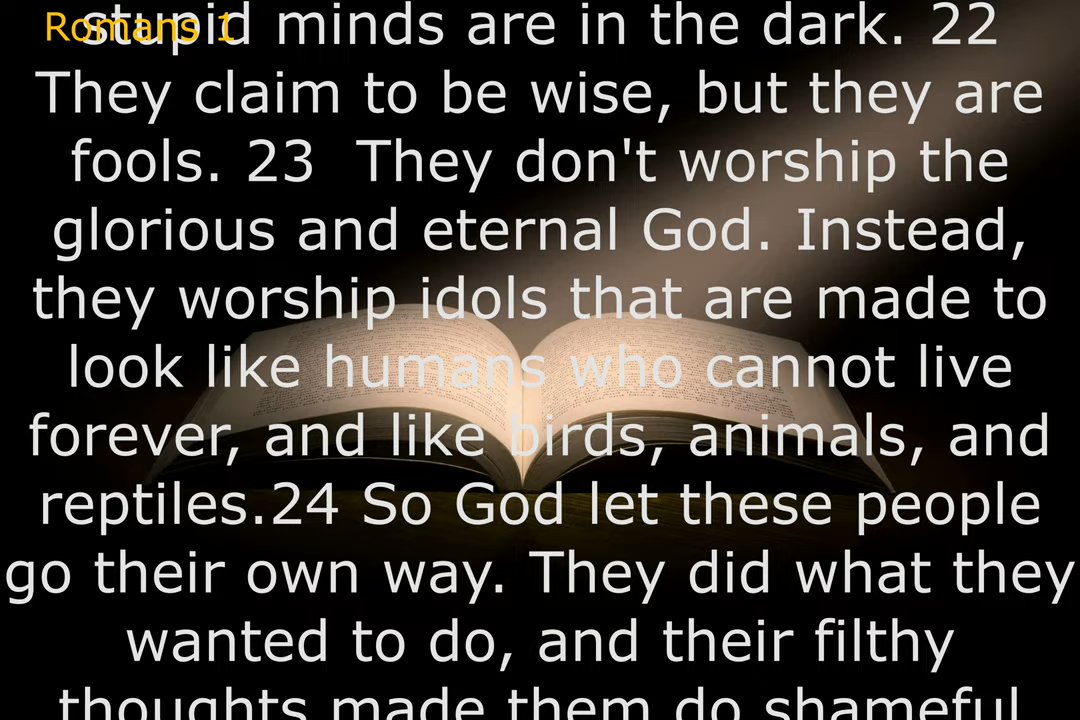 Romans 1
stupid minds are in the dark. 22
They claim to be wise, but they are
fools. 23  They don't worship the
glorious and eternal God. Instead,
they worship idols that are made to
look like humans who cannot live
forever, and like birds, animals, and
reptiles.24 So God let these people
go their own way. They did what they
wanted to do, and their filthy
thoughts made them do shameful